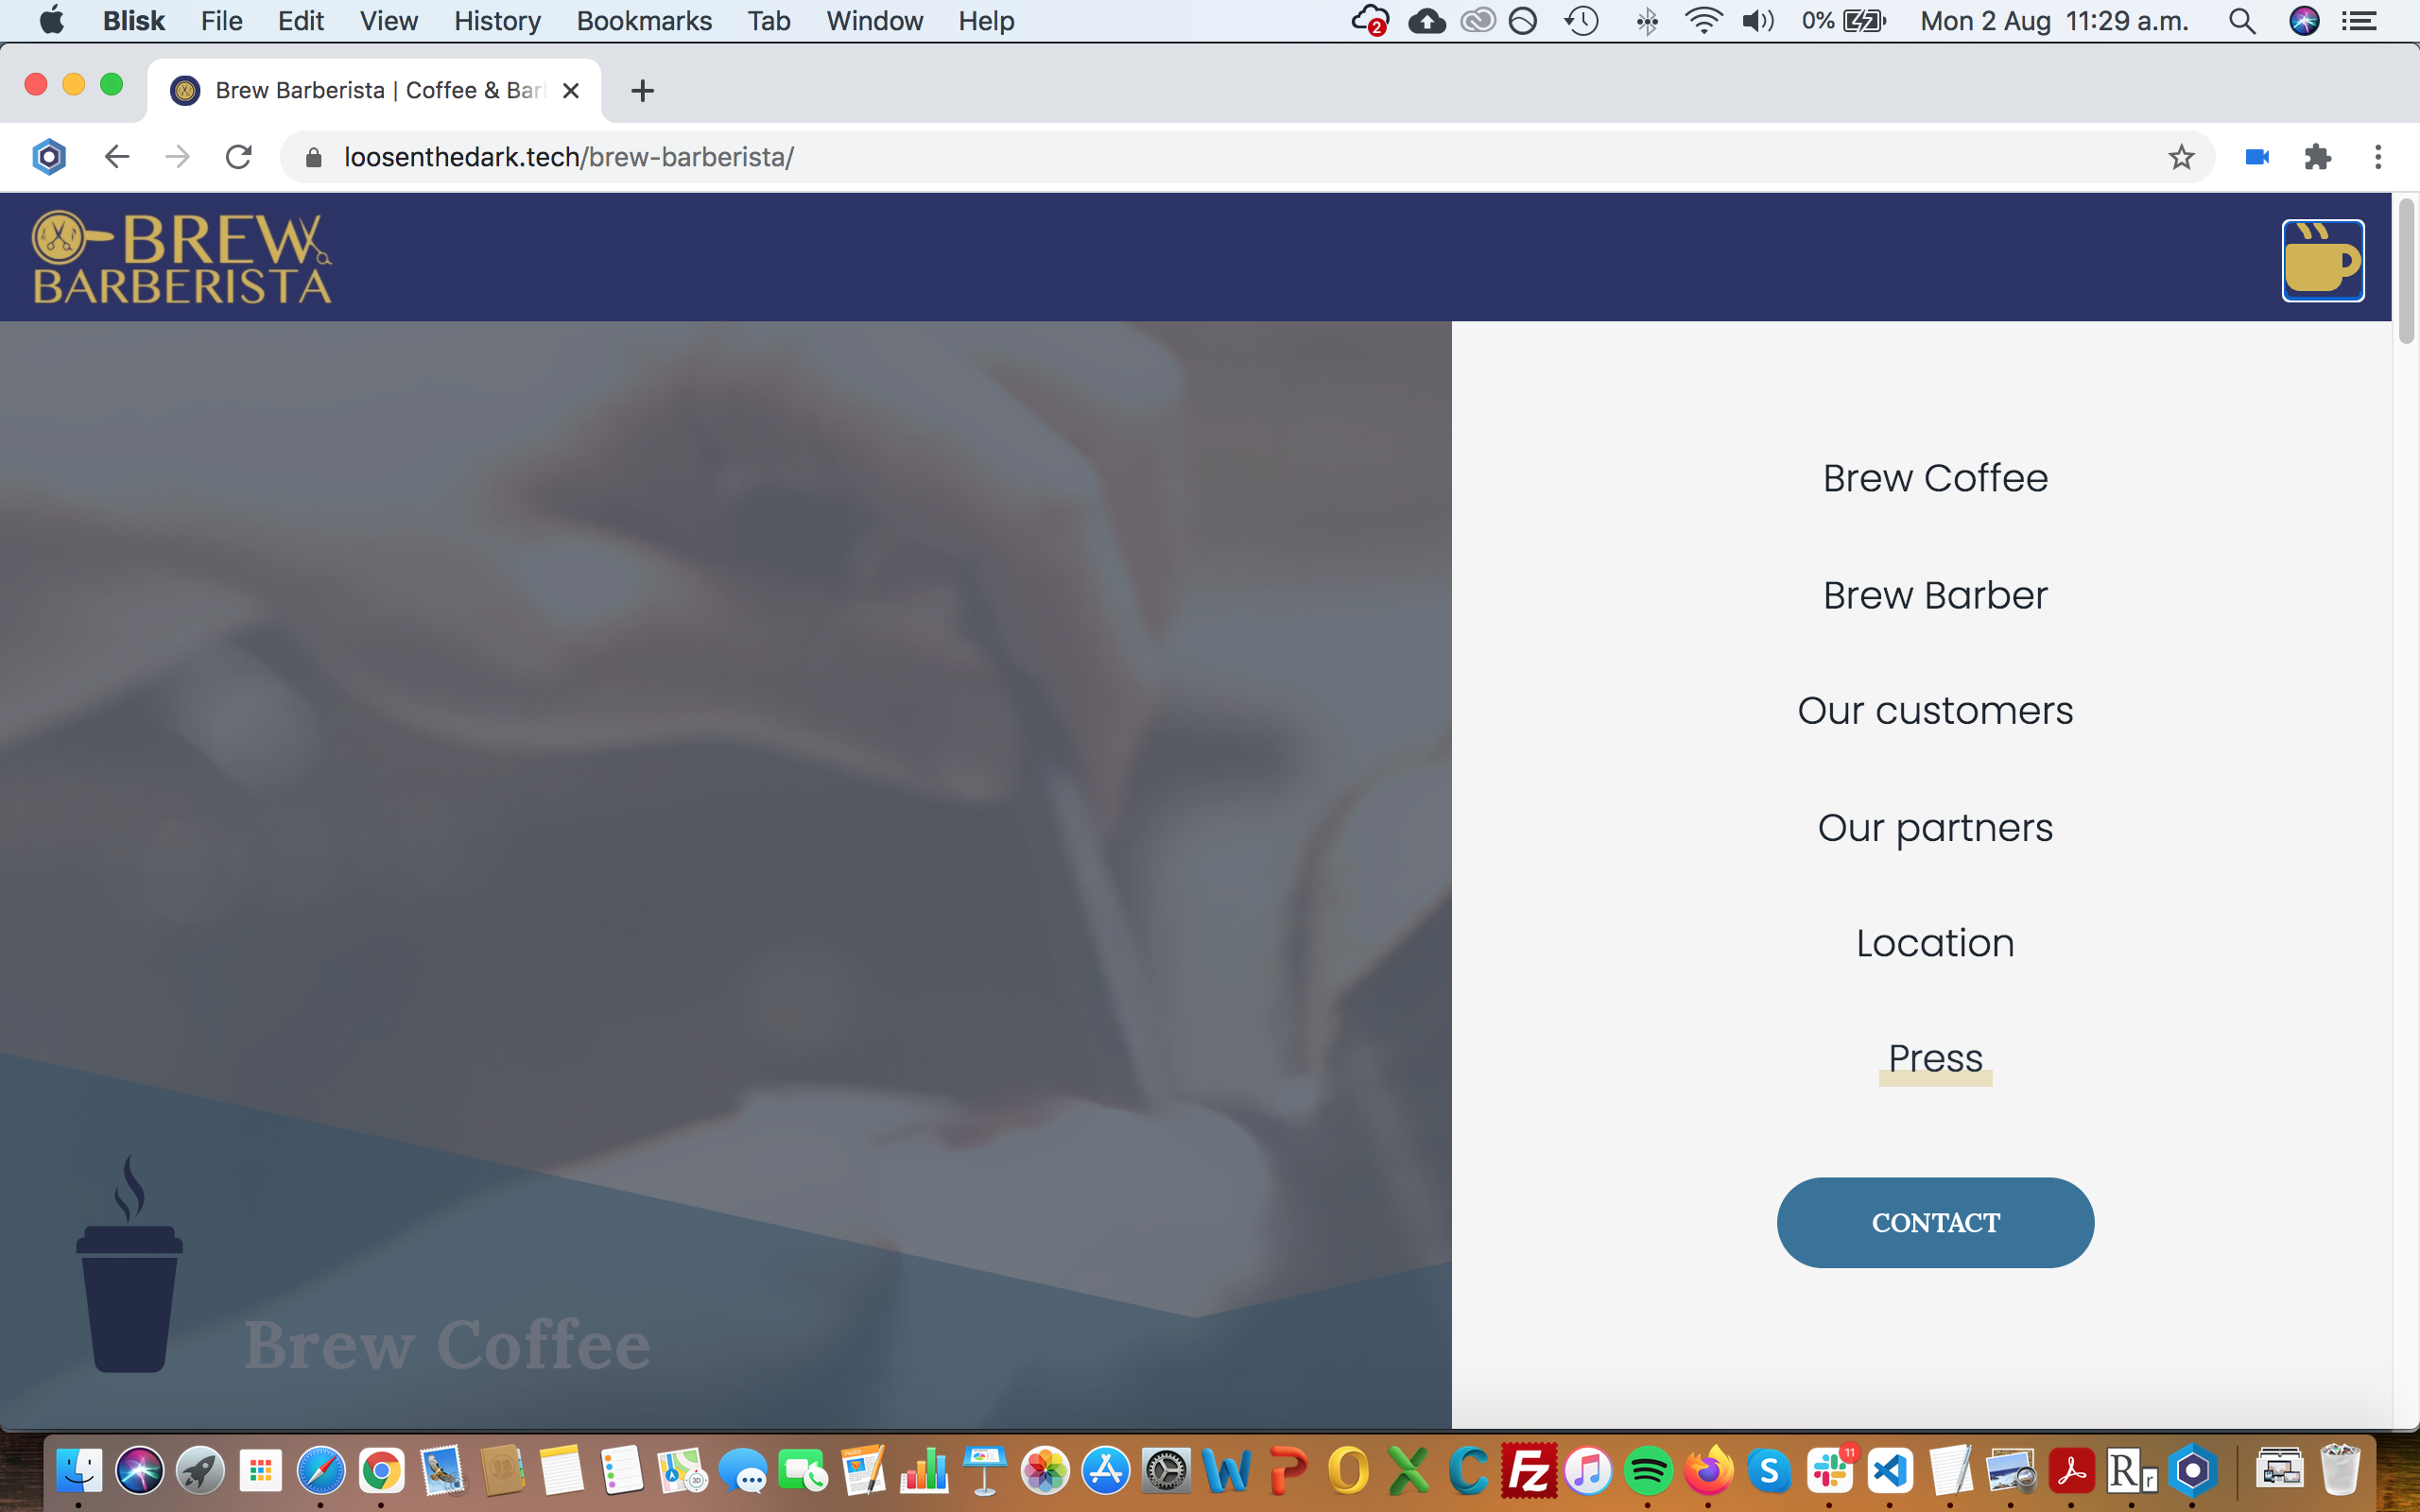 Blisk File Edit View History Bookmarks Tab Window Help 2 0% Mon 2 Aug 11:29 a.m.
Brew Barberista | Coffee & Bar
loosenthedark.tech/brew-barberista/
BREW
BARBERISTA
Brew Coffee
Brew Barber
Our customers
Our partners
Location
Press
CONTACT
Brew Coffee
11